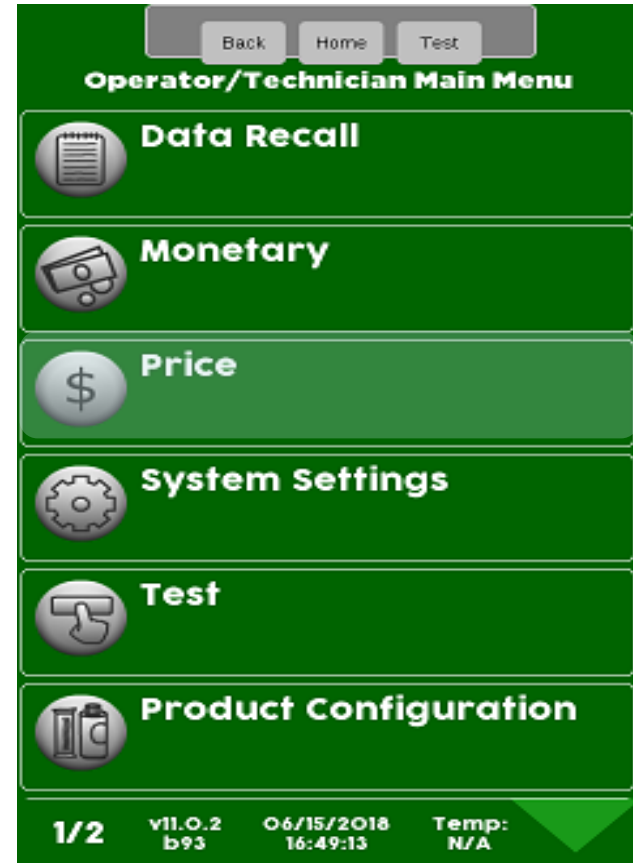 Back Home Test
Operator/Technician Main Menu
Data Recall
Monetary
$
Price
System Settings
Test
Product Configuration
1/2 v11.0.2 06/15/2018 Temp:
b93 16:49:13 N/A